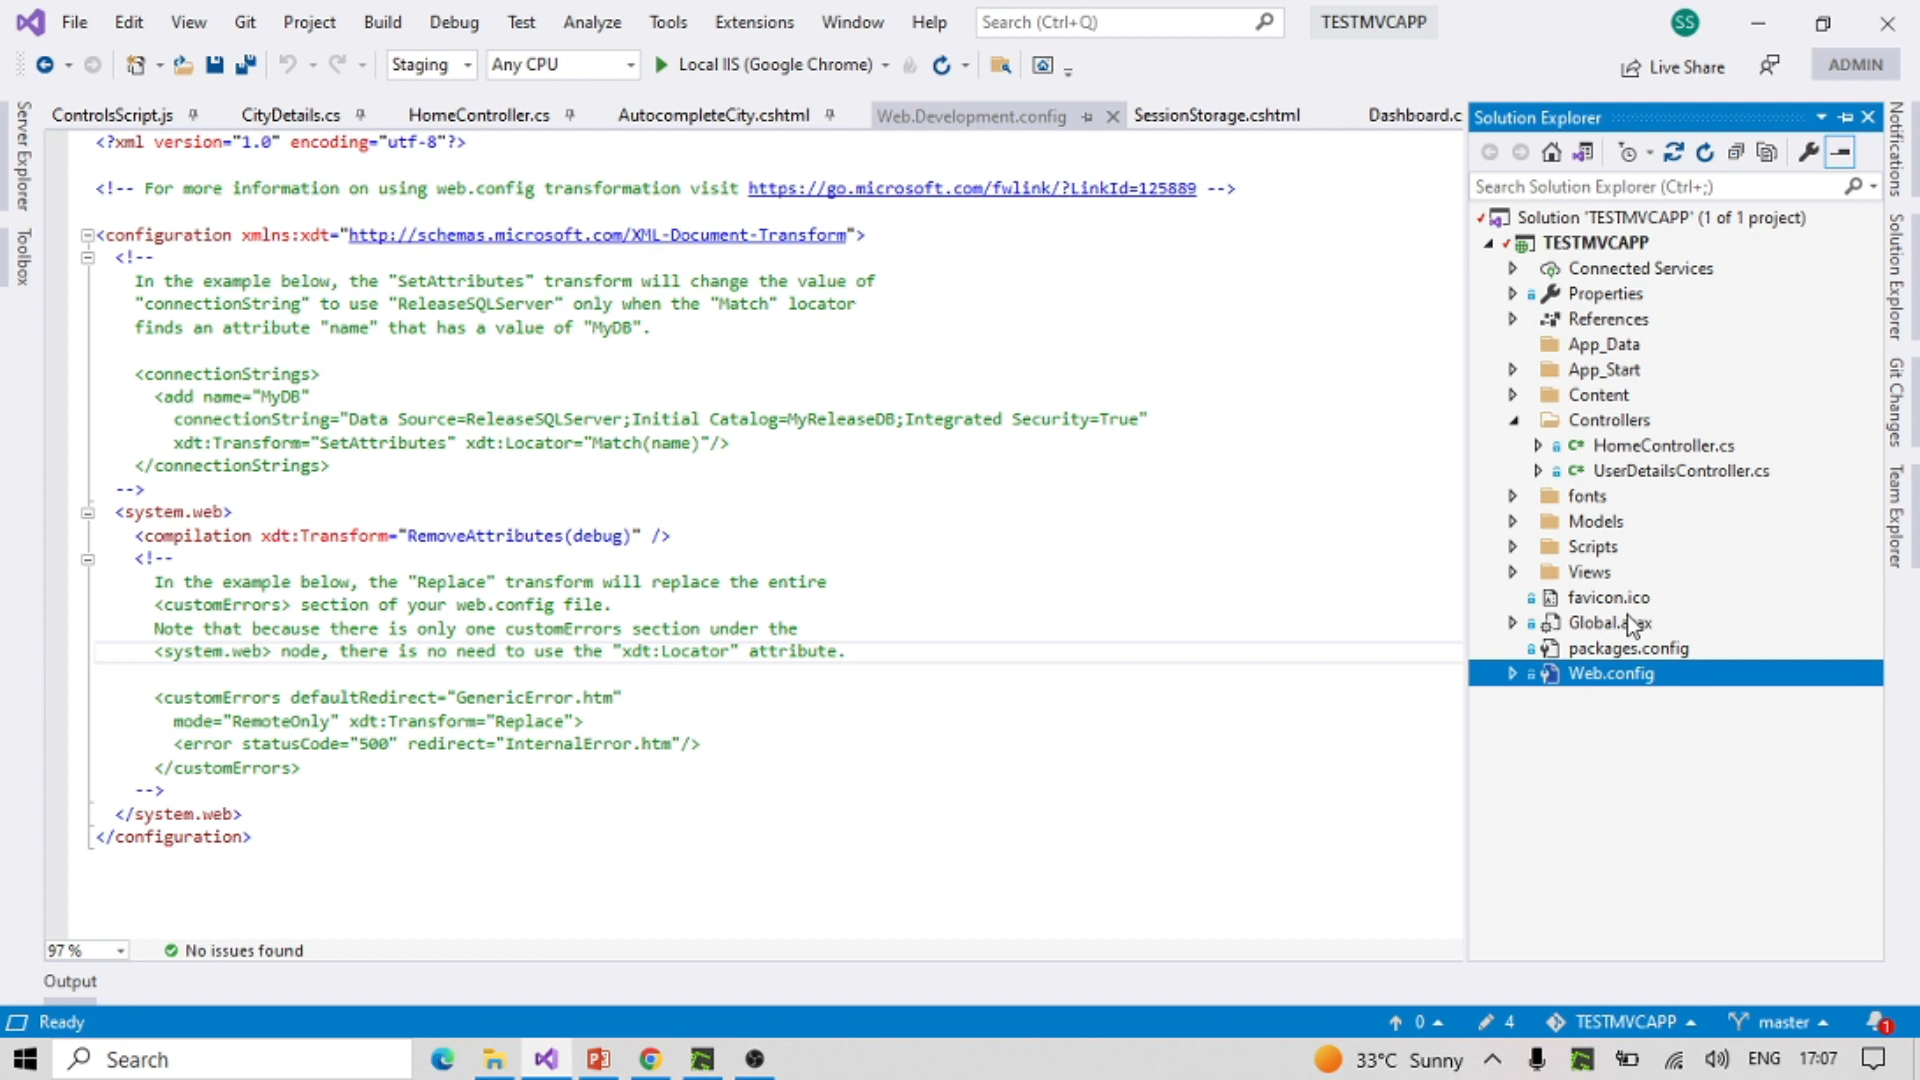 File Edit View Git Project Build Debug Test Analyze Tools Extensions Window Help Search (Ctrl+Q) TESTMVCAPP SS
Staging Any CPU Local IIS (Google Chrome) Live Share ADMIN
ControlsScript.js CityDetails.cs HomeController.cs AutocompleteCity.cshtml Web.Development.config SessionStorage.cshtml Dashboard.c
Server Explorer
Toolbox
<?xml version="1.0" encoding="utf-8"?>
<!-- For more information on using web.config transformation visit https://go.microsoft.com/fwlink/?LinkId=125889 -->
<configuration xmlns:xdt="http://schemas.microsoft.com/XML-Document-Transform">
<!--
In the example below, the "SetAttributes" transform will change the value of
"connectionString" to use "ReleaseSQLServer" only when the "Match" locator
finds an attribute "name" that has a value of "MyDB".
<connectionStrings>
<add name="MyDB"
connectionString="Data Source=ReleaseSQLServer;Initial Catalog=MyReleaseDB;Integrated Security=True"
xdt:Transform="SetAttributes" xdt:Locator="Match(name)"/>
</connectionStrings>
-->
<system.web>
<compilation xdt:Transform="RemoveAttributes(debug)" />
<!--
In the example below, the "Replace" transform will replace the entire
<customErrors> section of your web.config file.
Note that because there is only one customErrors section under the
<system.web> node, there is no need to use the "xdt:Locator" attribute.
<customErrors defaultRedirect="GenericError.htm"
mode="RemoteOnly" xdt:Transform="Replace">
<error statusCode="500" redirect="InternalError.htm"/>
</customErrors>
-->
</system.web>
</configuration>
97 % No issues found
Output
Solution Explorer
Search Solution Explorer (Ctrl+;)
Solution 'TESTMVCAPP' (1 of 1 project)
TESTMVCAPP
Connected Services
Properties
References
App_Data
App_Start
Content
Controllers
HomeController.cs
UserDetailsController.cs
fonts
Models
Scripts
Views
favicon.ico
packages.config
Web.config
Notifications
Solution Explorer
Git Changes
Team Explorer
Ready 0 4 TESTMVCAPP master 1
Search 33°C Sunny ENG 17:07